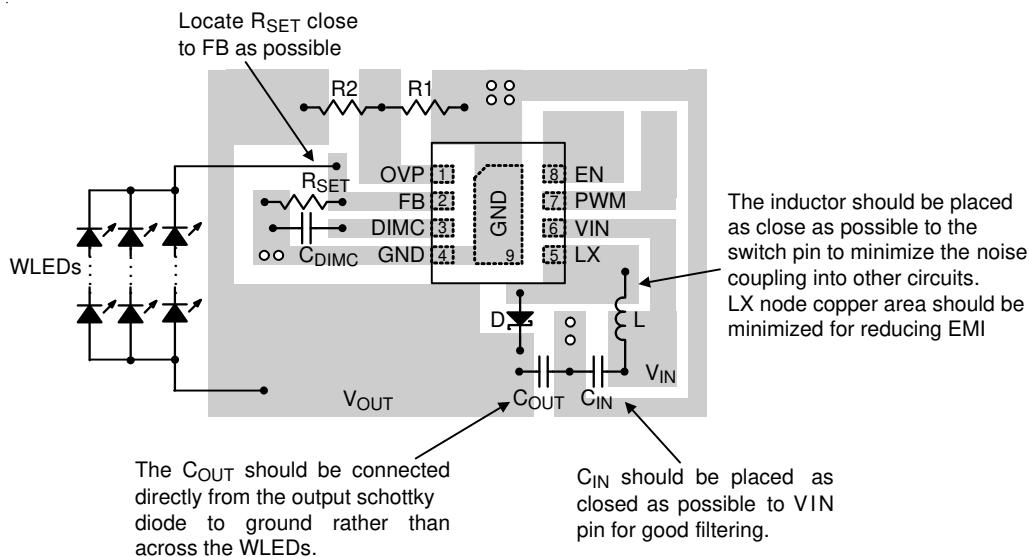 Locate RSET close
to FB as possible
R2
R1
RSET
CDIMC
OVP 1
FB 2
DIMC 3
GND 4
GND
9
8 EN
7 PWM
6 VIN
5 LX
WLEDs
D
L
VOUT
COUT
CIN
VIN
The inductor should be placed
as close as possible to the
switch pin to minimize the noise
coupling into other circuits.
LX node copper area should be
minimized for reducing EMI
The COUT should be connected
directly from the output schottky
diode to ground rather than
across the WLEDs.
CIN should be placed as
closed as possible to VIN
pin for good filtering.